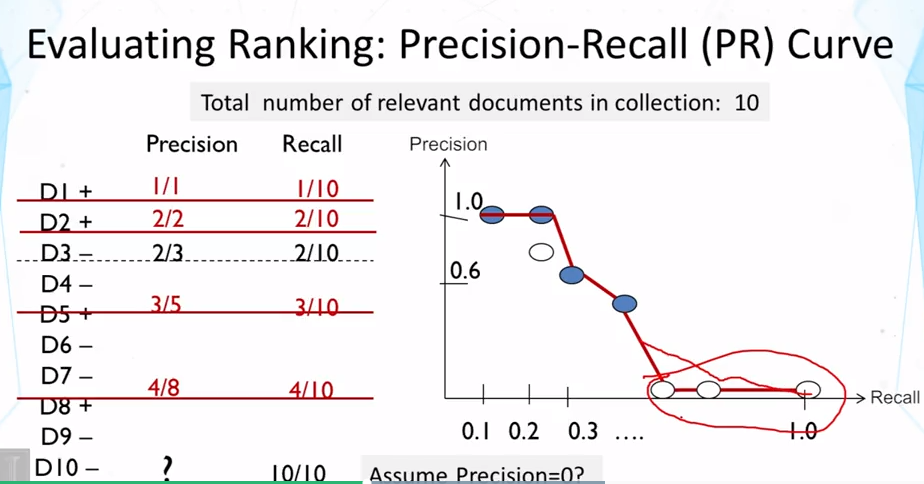 Evaluating Ranking: Precision-Recall (PR) Curve
Total number of relevant documents in collection: 10
Precision Recall
D1 + 1/1 1/10
D2 + 2/2 2/10
D3 – 2/3 2/10
D4 –
D5 + 3/5 3/10
D6 –
D7 –
D8 + 4/8 4/10
D9 –
D10 – ? 10/10
Precision
1.0
0.6
Recall
0.1 0.2 0.3 .... 1.0
Assume Precision=0?